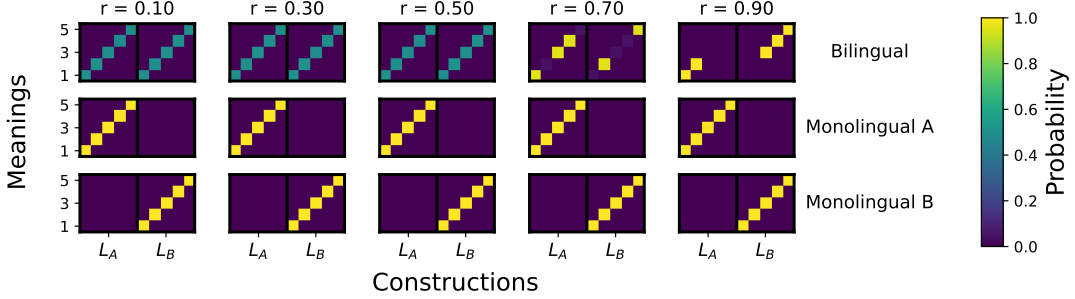 r = 0.10 r = 0.30 r = 0.50 r = 0.70 r = 0.90
5
3
1
Bilingual
5
3
1
Monolingual A
5
3
1
Monolingual B
Meanings
L_A L_B L_A L_B L_A L_B L_A L_B L_A L_B
Constructions
1.0
0.8
0.6
0.4
0.2
0.0
Probability